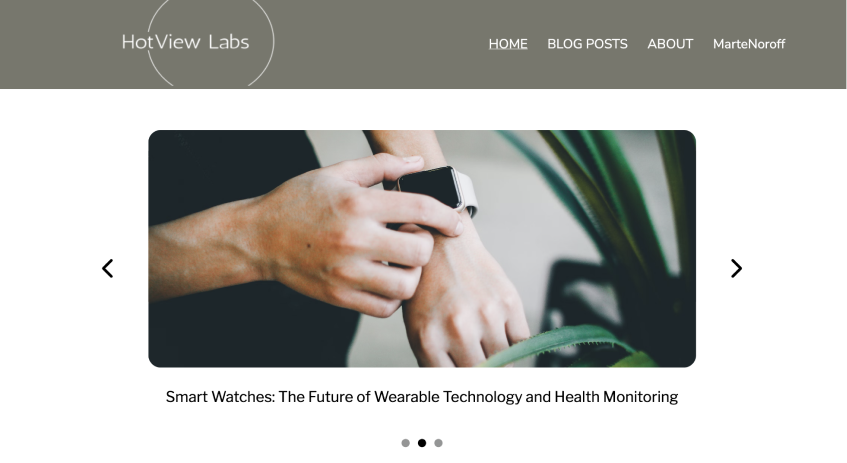 HotView Labs
HOME BLOG POSTS ABOUT MarteNoroff
Smart Watches: The Future of Wearable Technology and Health Monitoring